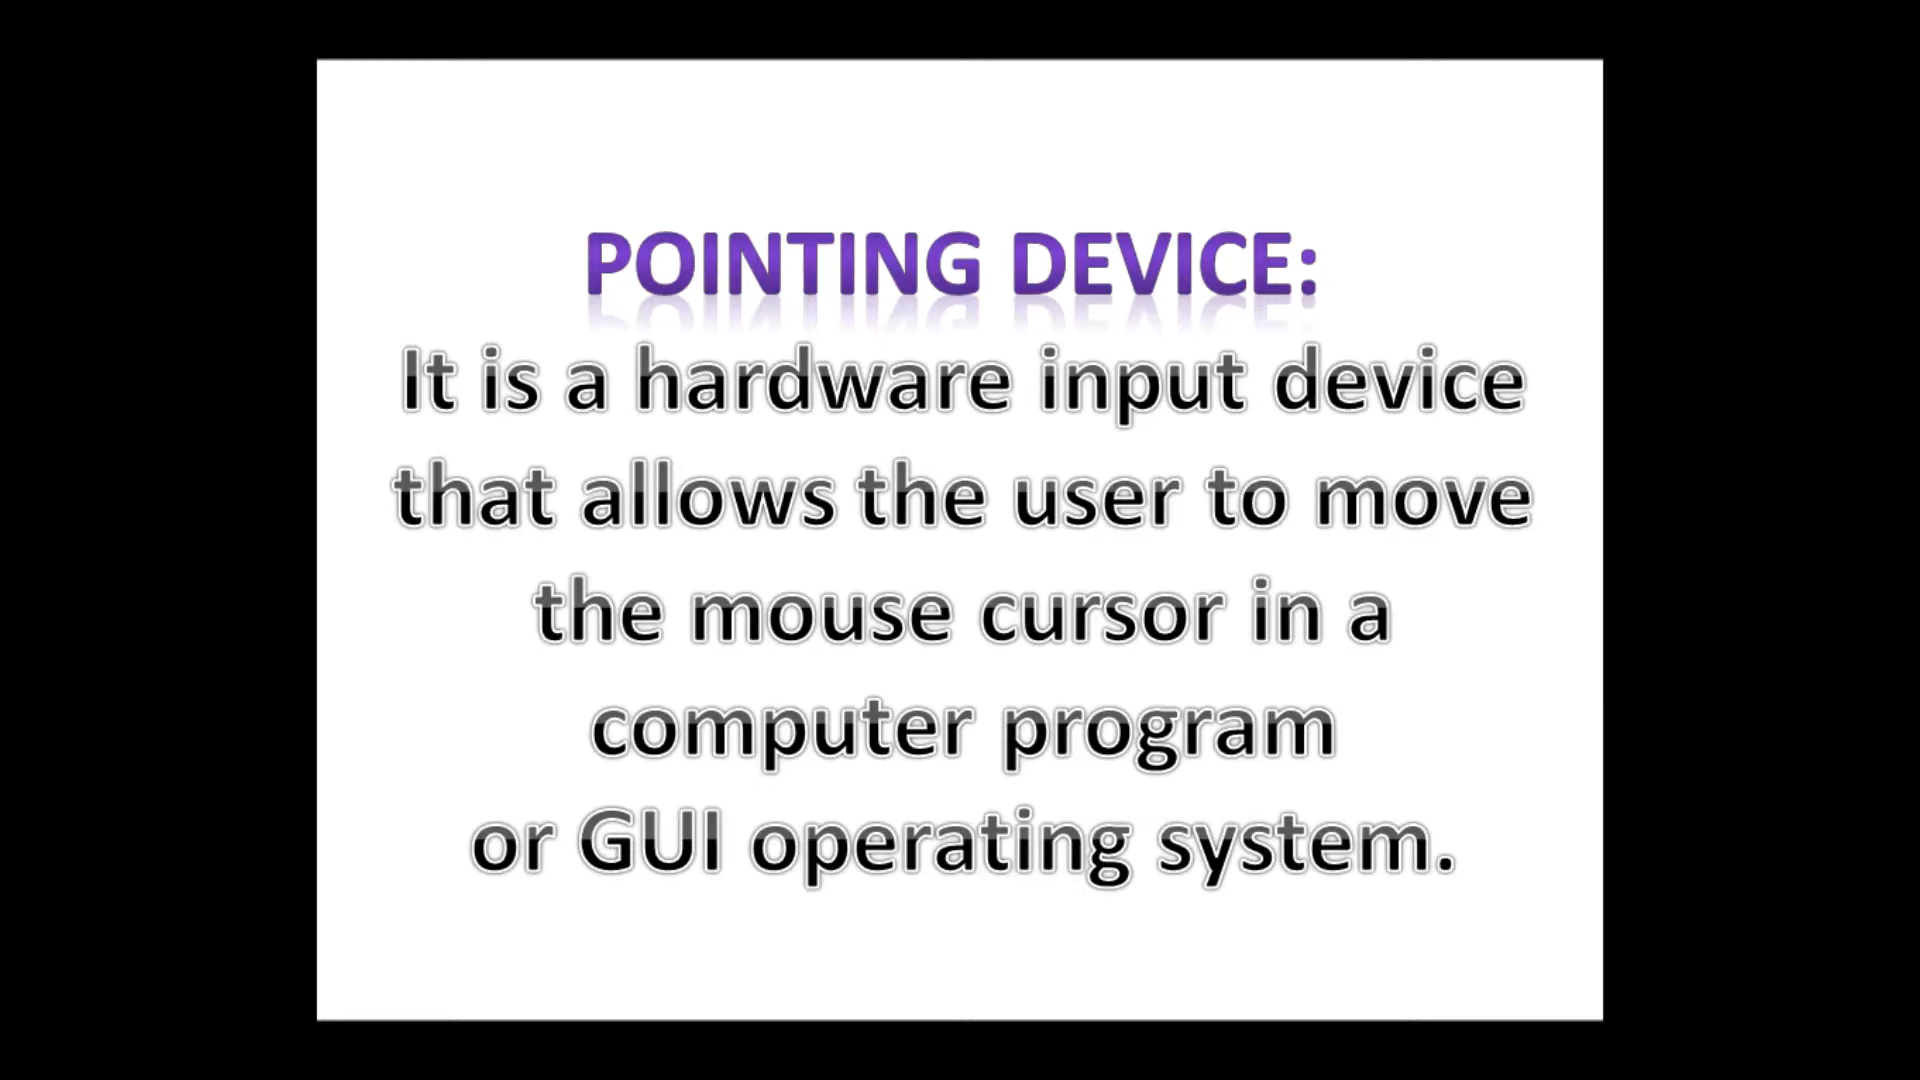 POINTING DEVICE:
It is a hardware input device
that allows the user to move
the mouse cursor in a
computer program
or GUI operating system.